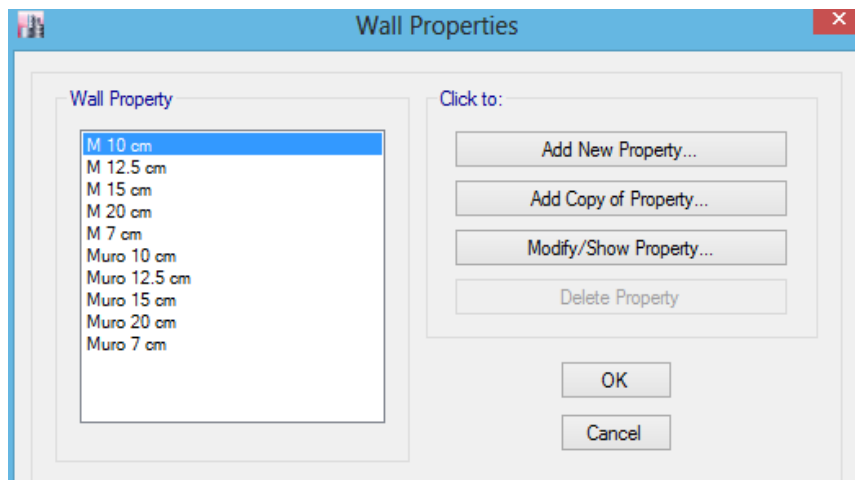 Wall Properties
Wall Property
M 10 cm
M 12.5 cm
M 15 cm
M 20 cm
M 7 cm
Muro 10 cm
Muro 12.5 cm
Muro 15 cm
Muro 20 cm
Muro 7 cm
Click to:
Add New Property...
Add Copy of Property...
Modify/Show Property...
Delete Property
OK
Cancel